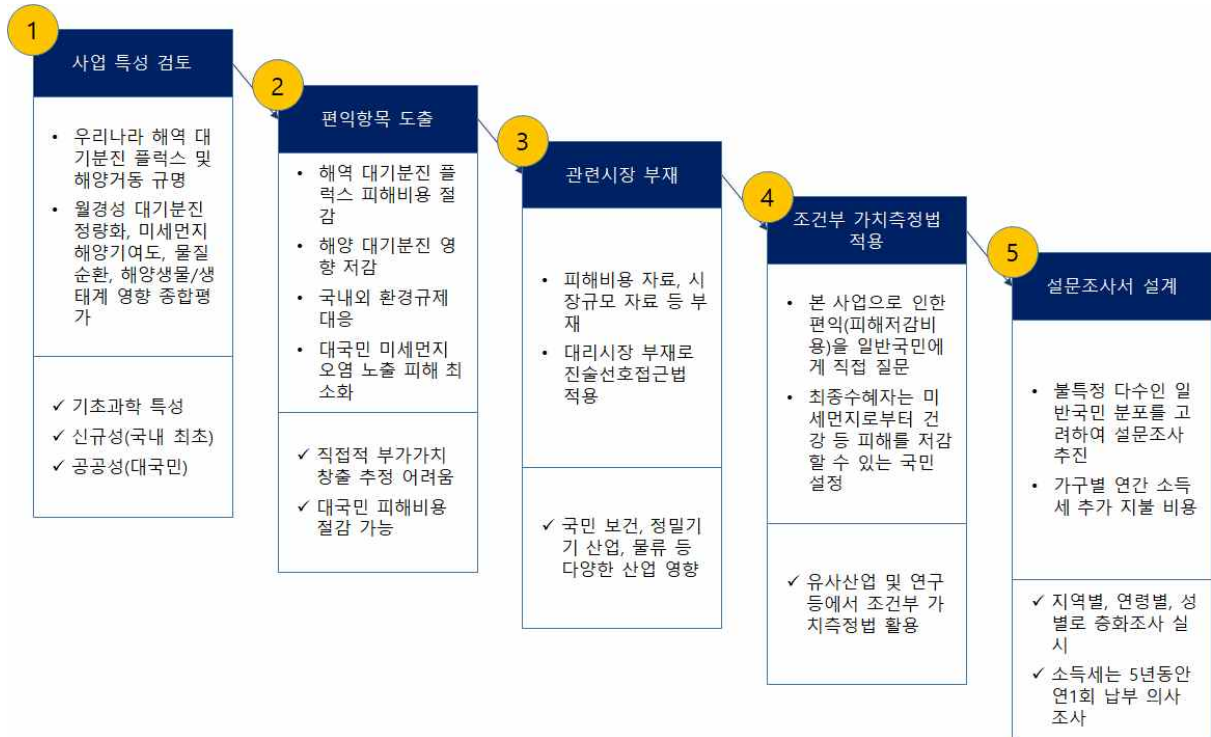 1
사업 특성 검토
• 우리나라 해역 대
기분진 플럭스 및
해양거동 규명
• 월경성 대기분진
정량화, 미세먼지
해양기여도, 물질
순환, 해양생물/생
태계 영향 종합평
가
✓ 기초과학 특성
✓ 신규성(국내 최초)
✓ 공공성(대국민)
2
편익항목 도출
• 해역 대기분진 플
럭스 피해비용 절
감
• 해양 대기분진 영
향 저감
• 국내외 환경규제
대응
• 대국민 미세먼지
오염 노출 피해 최
소화
✓ 직접적 부가가치
창출 추정 어려움
✓ 대국민 피해비용
절감 가능
3
관련시장 부재
• 피해비용 자료, 시
장규모 자료 등 부
재
• 대리시장 부재로
진술선호접근법
적용
✓ 국민 보건, 정밀기
기 산업, 물류 등
다양한 산업 영향
4
조건부 가치측정법
적용
• 본 사업으로 인한
편익(피해저감비
용)을 일반국민에
게 직접 질문
• 최종수혜자는 미
세먼지로부터 건
강 등 피해를 저감
할 수 있는 국민
설정
✓ 유사산업 및 연구
등에서 조건부 가
치측정법 활용
5
설문조사서 설계
• 불특정 다수인 일
반국민 분포를 고
려하여 설문조사
추진
• 가구별 연간 소득
세 추가 지불 비용
✓ 지역별, 연령별, 성
별로 층화조사 실
시
✓ 소득세는 5년동안
연1회 납부 의사
조사